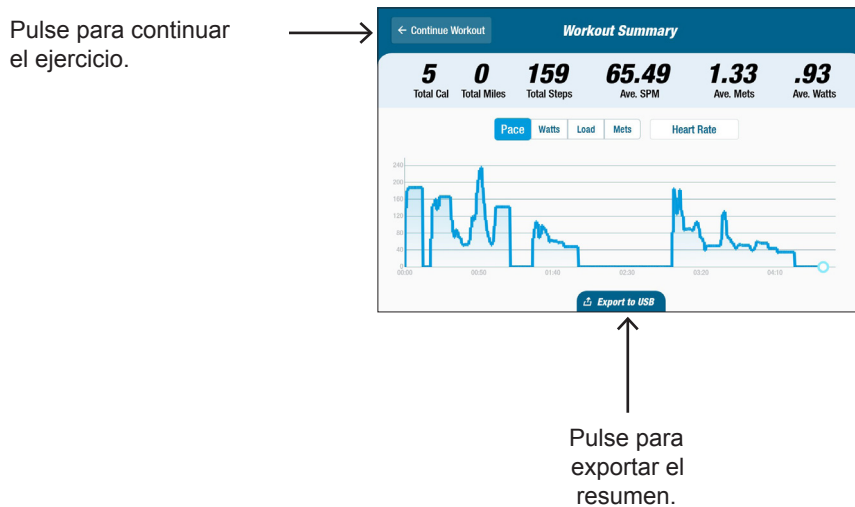 Pulse para continuar
el ejercicio.
← Continue Workout
Workout Summary
5 0 159 65.49 1.33 .93
Total Cal Total Miles Total Steps Ave. SPM Ave. Mets Ave. Watts
Pace Watts Load Mets Heart Rate
240
200
160
120
80
40
0
00:00 00:50 01:40 02:30 03:20 04:10
Export to USB
Pulse para
exportar el
resumen.